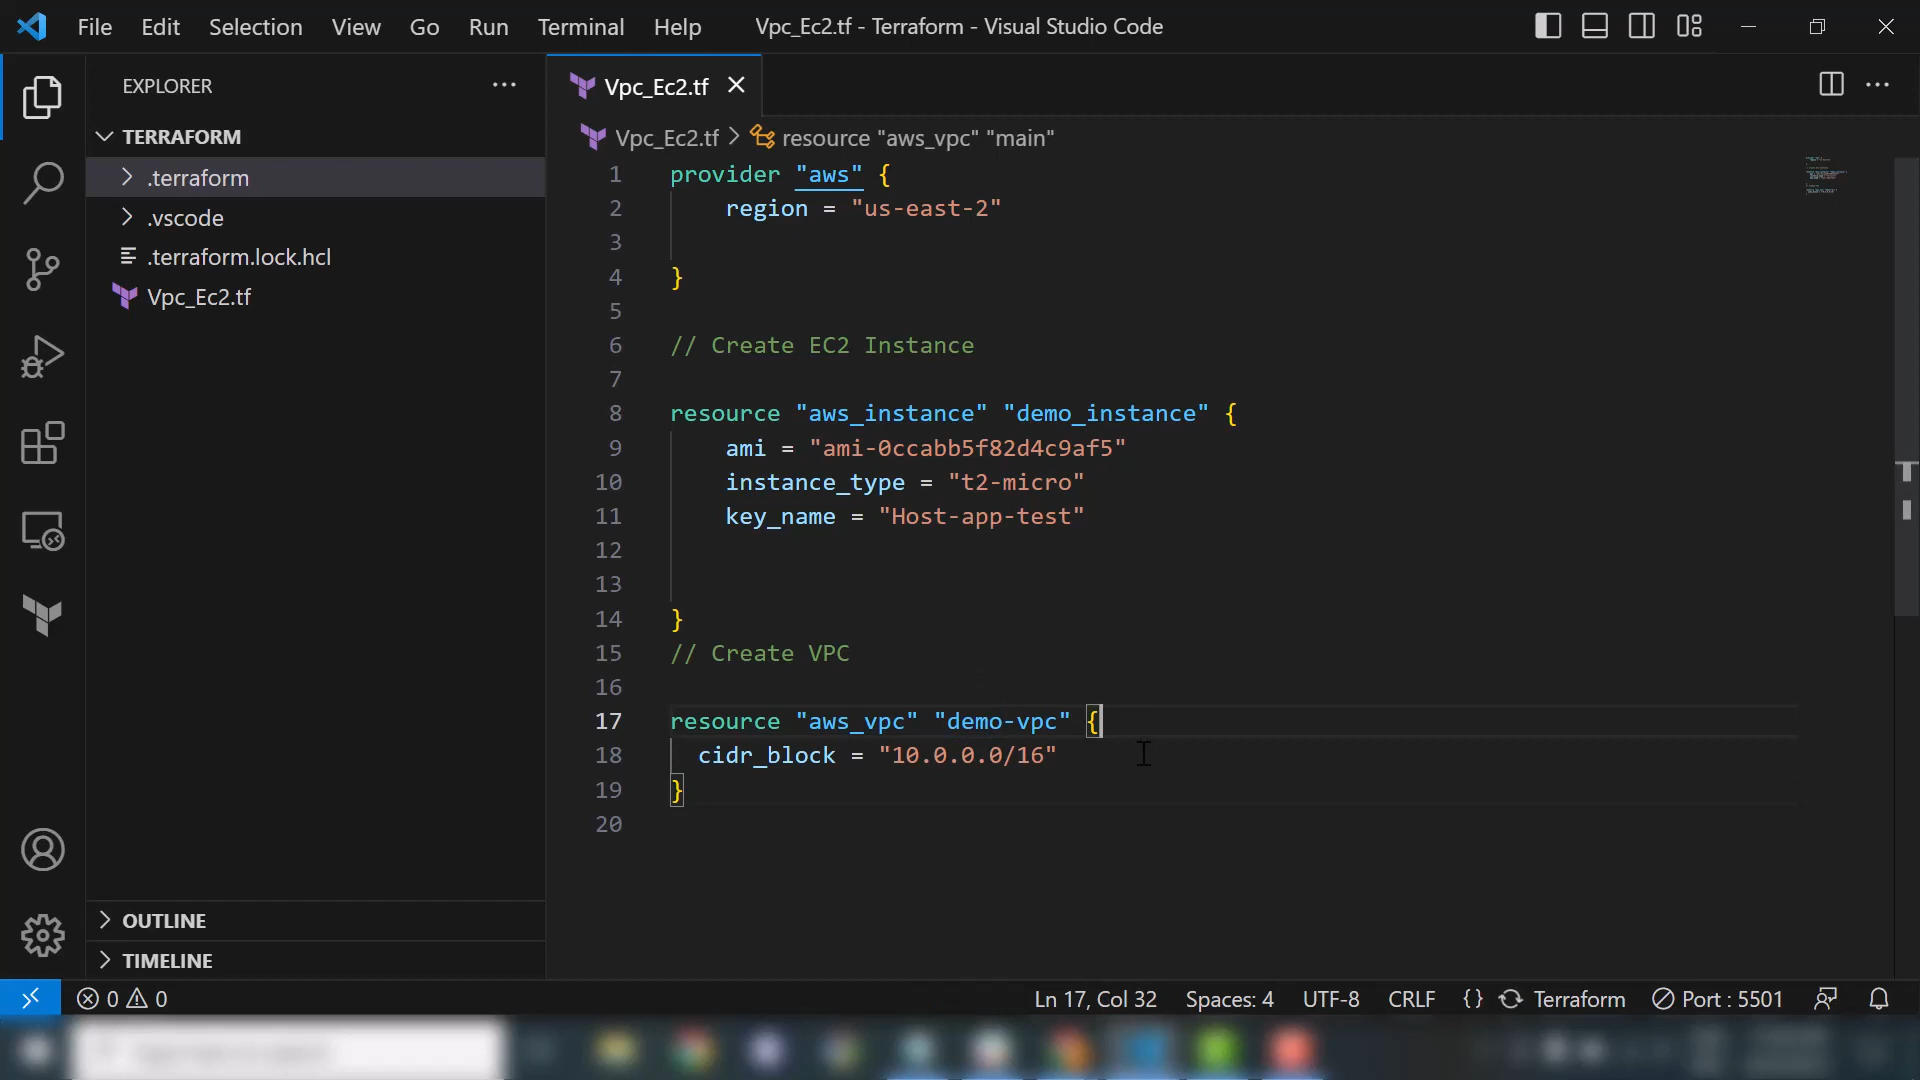 File Edit Selection View Go Run Terminal Help Vpc_Ec2.tf - Terraform - Visual Studio Code
EXPLORER
TERRAFORM
.terraform
.vscode
.terraform.lock.hcl
Vpc_Ec2.tf
OUTLINE
TIMELINE
Vpc_Ec2.tf
Vpc_Ec2.tf > resource "aws_vpc" "main"
1 provider "aws" {
2 region = "us-east-2"
3
4 }
5
6 // Create EC2 Instance
7
8 resource "aws_instance" "demo_instance" {
9 ami = "ami-0ccabb5f82d4c9af5"
10 instance_type = "t2-micro"
11 key_name = "Host-app-test"
12
13
14 }
15 // Create VPC
16
17 resource "aws_vpc" "demo-vpc" {
18 cidr_block = "10.0.0.0/16"
19 }
20
0 0 Ln 17, Col 32 Spaces: 4 UTF-8 CRLF {} Terraform Port : 5501